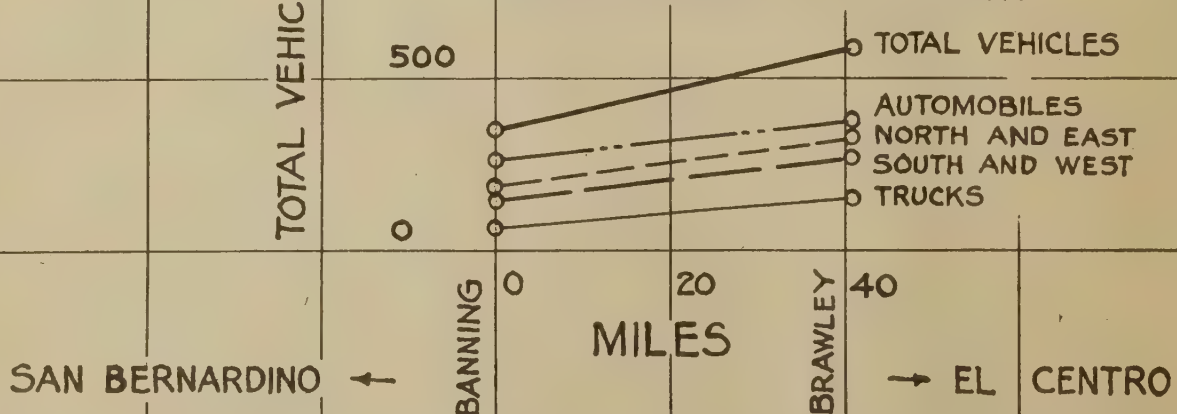 TOTAL VEHIC
500
0
TOTAL VEHICLES
AUTOMOBILES
NORTH AND EAST
SOUTH AND WEST
TRUCKS
0
20
40
BANNING
BRAWLEY
MILES
SAN BERNARDINO ←
→ EL CENTRO